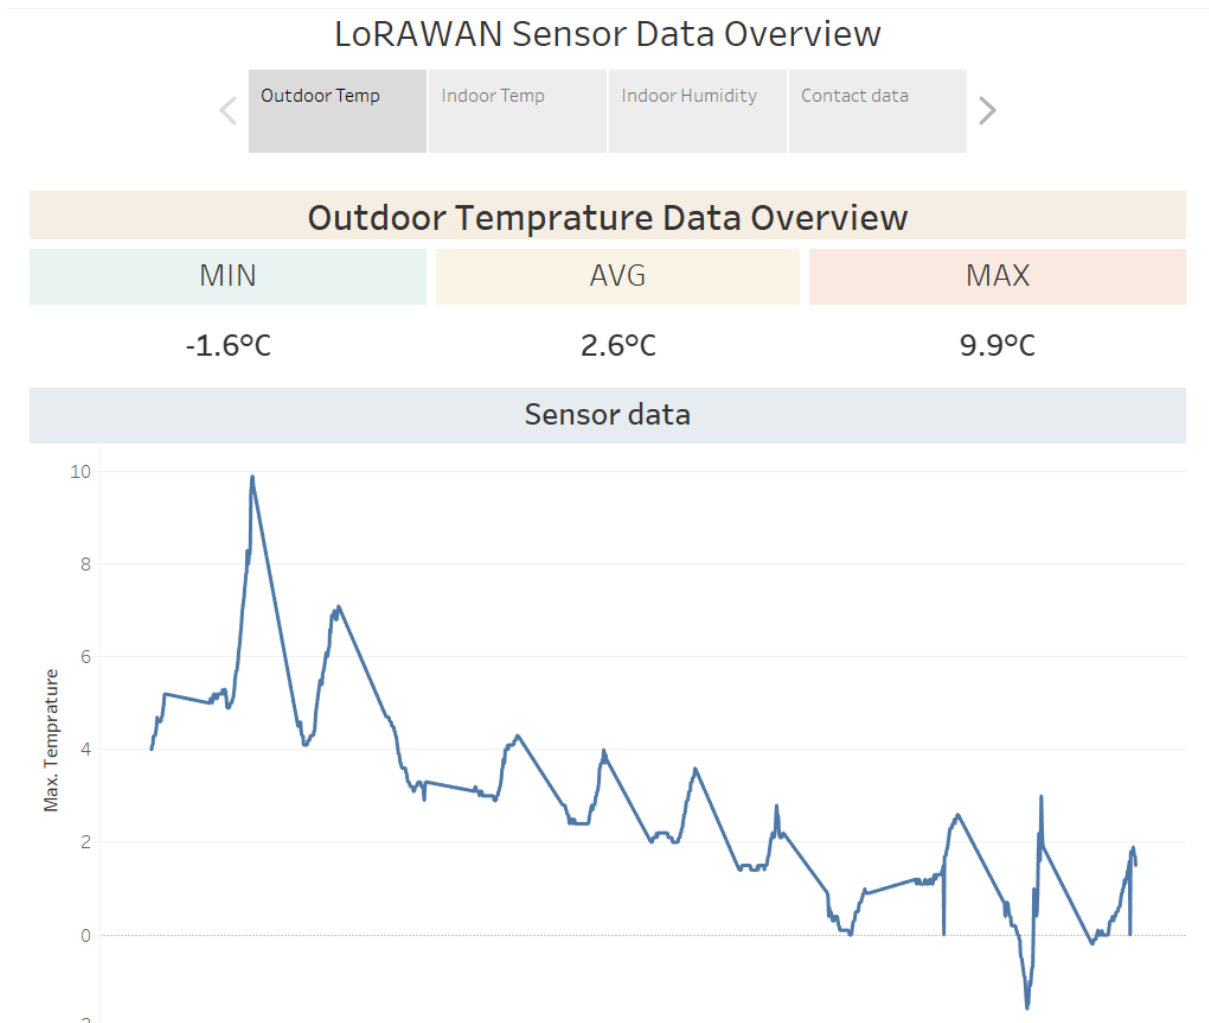 LoRAWAN Sensor Data Overview
Outdoor Temp
Indoor Temp
Indoor Humidity
Contact data
Outdoor Temprature Data Overview
MIN
AVG
MAX
-1.6°C
2.6°C
9.9°C
Sensor data
10
8
6
4
2
0
Max. Temprature